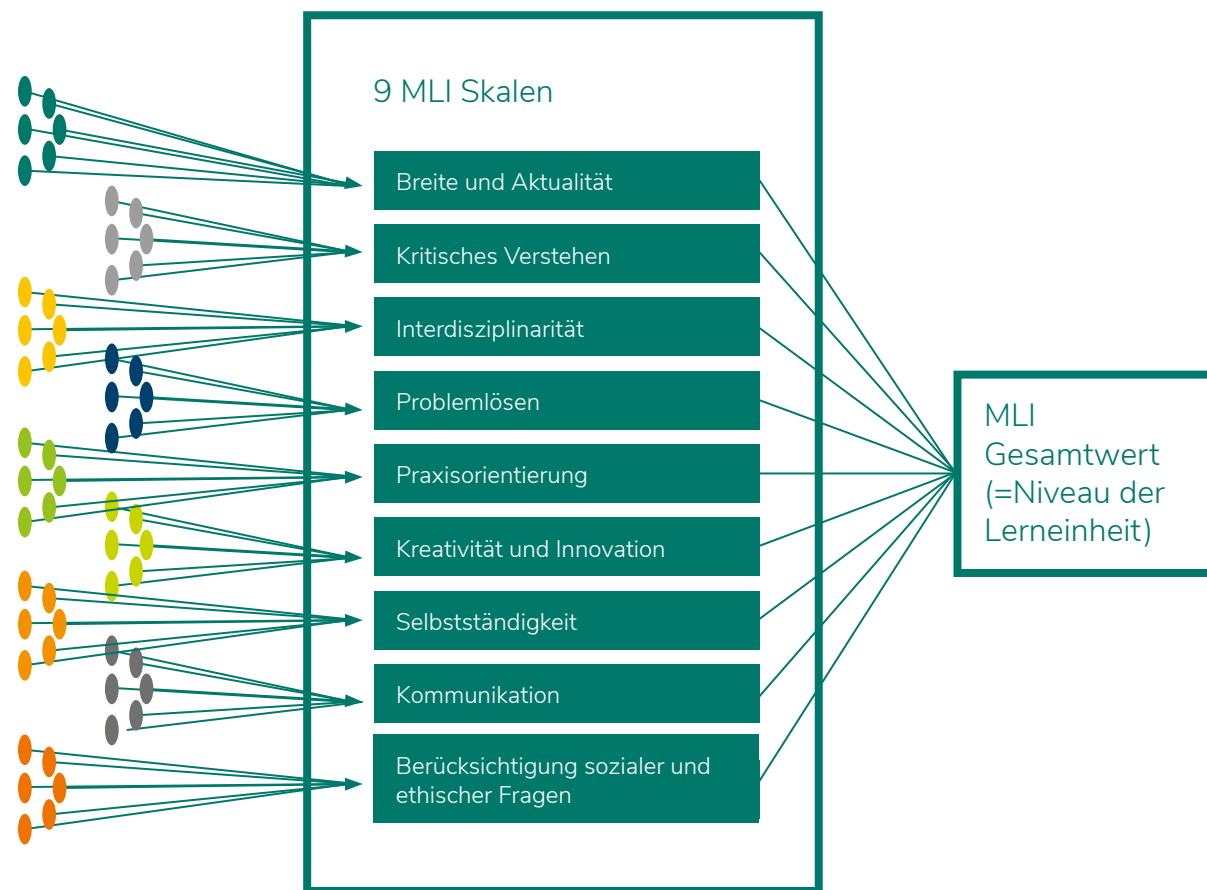 9 MLI Skalen
Breite und Aktualität
Kritisches Verstehen
Interdisziplinarität
Problemlösen
Praxisorientierung
Kreativität und Innovation
Selbstständigkeit
Kommunikation
Berücksichtigung sozialer und
ethischer Fragen
MLI
Gesamtwert
(=Niveau der
Lerneinheit)